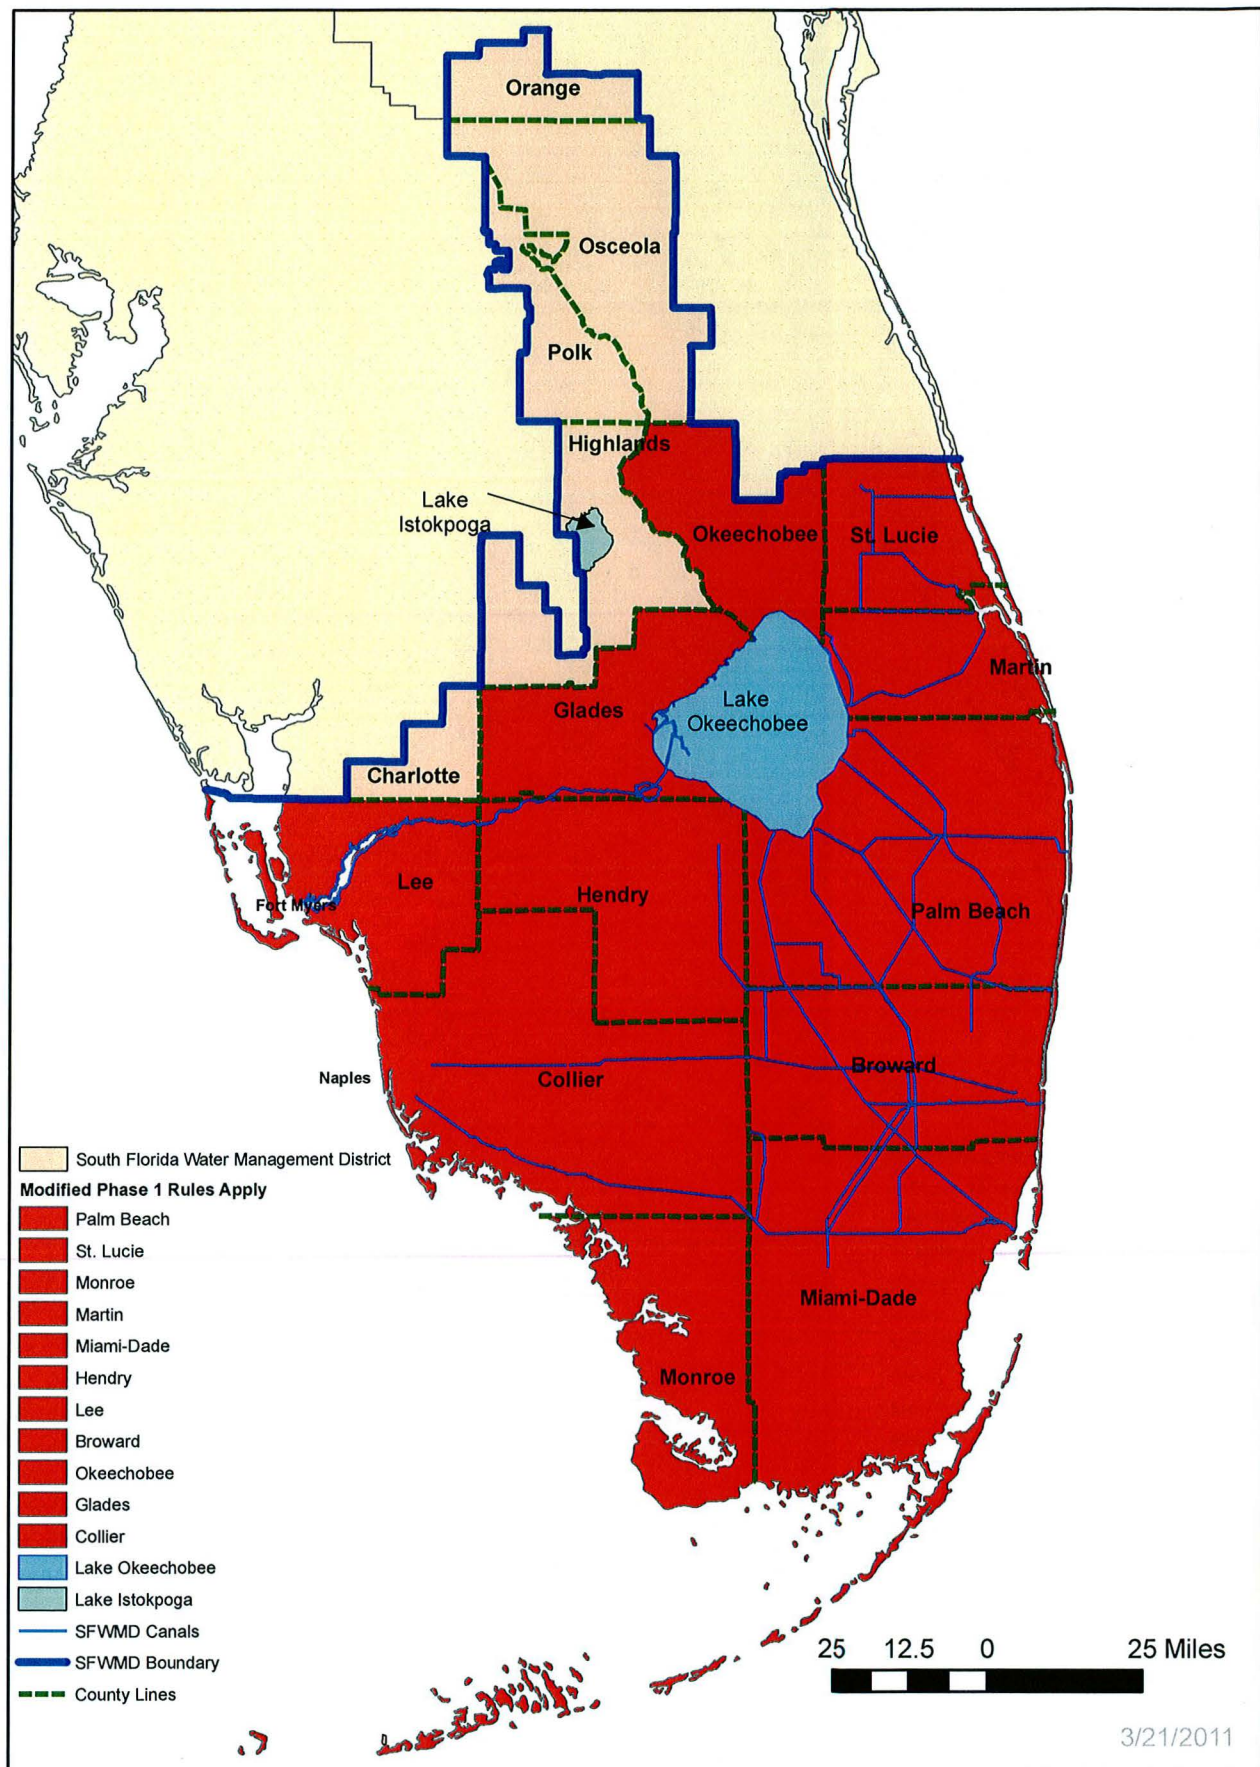 Orange
Osceola
Polk
Highlands
Lake
Istokpoga
Okeechobee
St. Lucie
Martin
Glades
Lake
Okeechobee
Charlotte
Lee
Hendry
Fort Myers
Palm Beach
Naples
Collier
Broward
Miami-Dade
Monroe
South Florida Water Management District
Modified Phase 1 Rules Apply
Palm Beach
St. Lucie
Monroe
Martin
Miami-Dade
Hendry
Lee
Broward
Okeechobee
Glades
Collier
Lake Okeechobee
Lake Istokpoga
SFWMD Canals
SFWMD Boundary
County Lines
25 12.5 0 25 Miles
3/21/2011